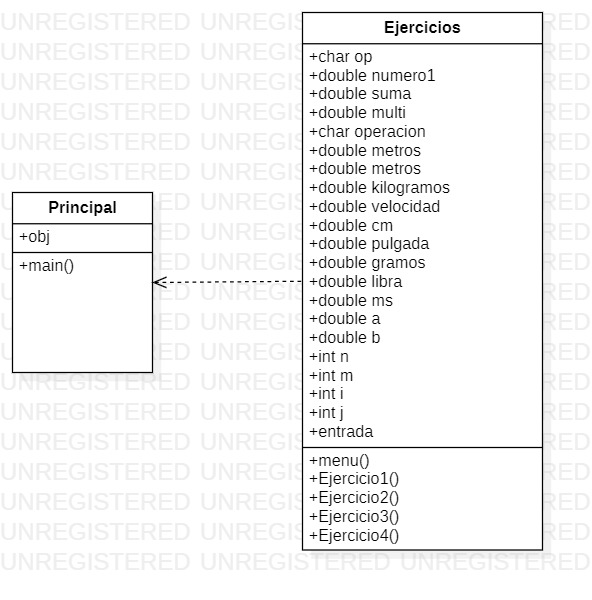 Principal
+obj
+main()
Ejercicios
+char op
+double numero1
+double suma
+double multi
+char operacion
+double metros
+double metros
+double kilogramos
+double velocidad
+double cm
+double pulgada
+double gramos
+double libra
+double ms
+double a
+double b
+int n
+int m
+int i
+int j
+entrada
+menu()
+Ejercicio1()
+Ejercicio2()
+Ejercicio3()
+Ejercicio4()
UNREGISTERED UNREGISTERED UNREGISTERED